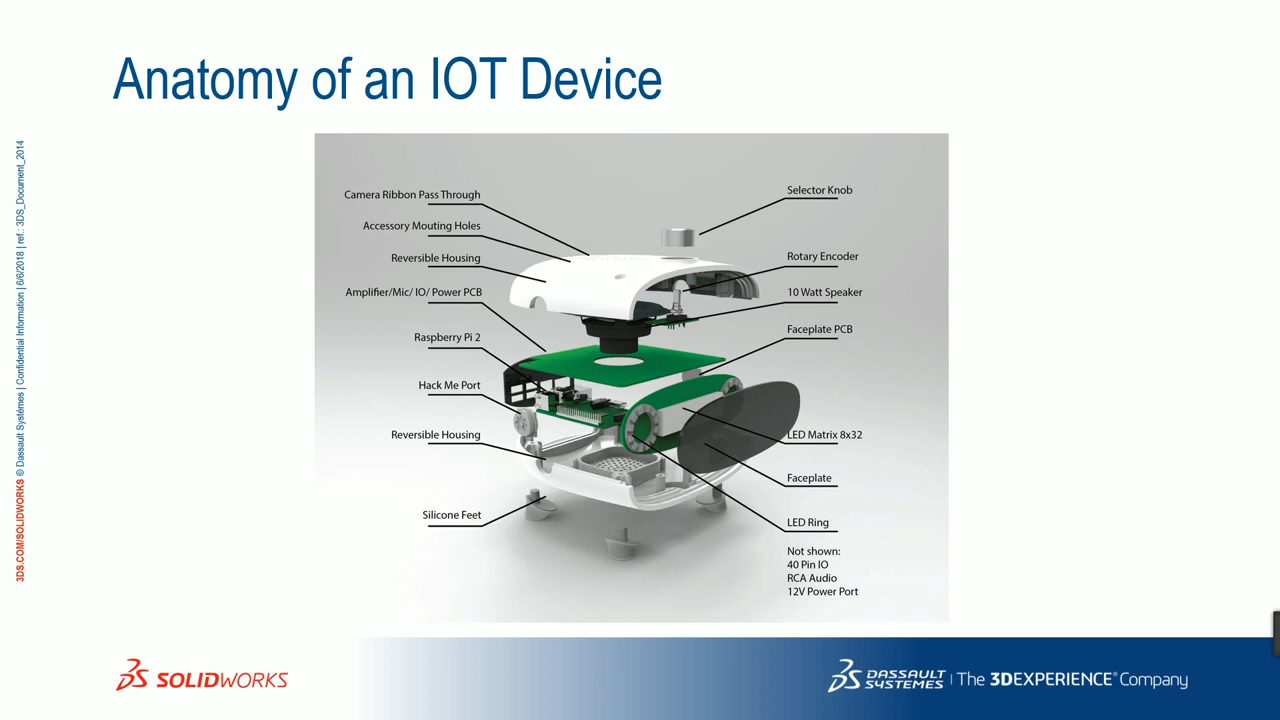 Anatomy of an IOT Device
3DS.COM/SOLIDWORKS © Dassault Systèmes | Confidential Information | 6/6/2018 | ref.: 3DS_Document_2014
Camera Ribbon Pass Through
Accessory Mouting Holes
Reversible Housing
Amplifier/Mic/ IO/ Power PCB
Raspberry Pi 2
Hack Me Port
Reversible Housing
Silicone Feet
Selector Knob
Rotary Encoder
10 Watt Speaker
Faceplate PCB
LED Matrix 8x32
Faceplate
LED Ring
Not shown:
40 Pin IO
RCA Audio
12V Power Port
SOLIDWORKS
DASSAULT
SYSTEMES | The 3DEXPERIENCE® Company